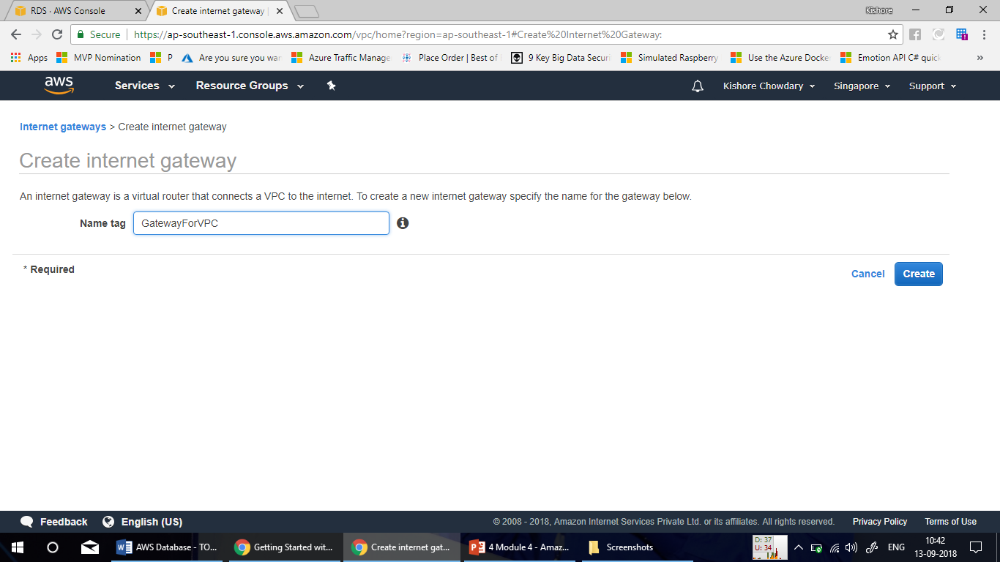 RDS · AWS Console
Create internet gateway |
Kishore
Secure
https://ap-southeast-1.console.aws.amazon.com/vpc/home?region=ap-southeast-1#Create%20Internet%20Gateway:
Apps
MVP Nomination
P
Are you sure you wan
Azure Traffic Manage
Place Order | Best of
9 Key Big Data Secur
Simulated Raspberry
Use the Azure Docke
Emotion API C# quic
»
aws
Services
Resource Groups
Kishore Chowdary
Singapore
Support
Internet gateways > Create internet gateway
Create internet gateway
An internet gateway is a virtual router that connects a VPC to the internet. To create a new internet gateway specify the name for the gateway below.
Name tag
GatewayForVPC
* Required
Cancel
Create
Feedback
English (US)
© 2008 - 2018, Amazon Internet Services Private Ltd. or its affiliates. All rights reserved.
Privacy Policy
Terms of Use
AWS Database - TO...
Getting Started wit...
Create internet gat...
4 Module 4 - Amaz...
Screenshots
D: 37
U: 34
ENG
10:42
13-09-2018